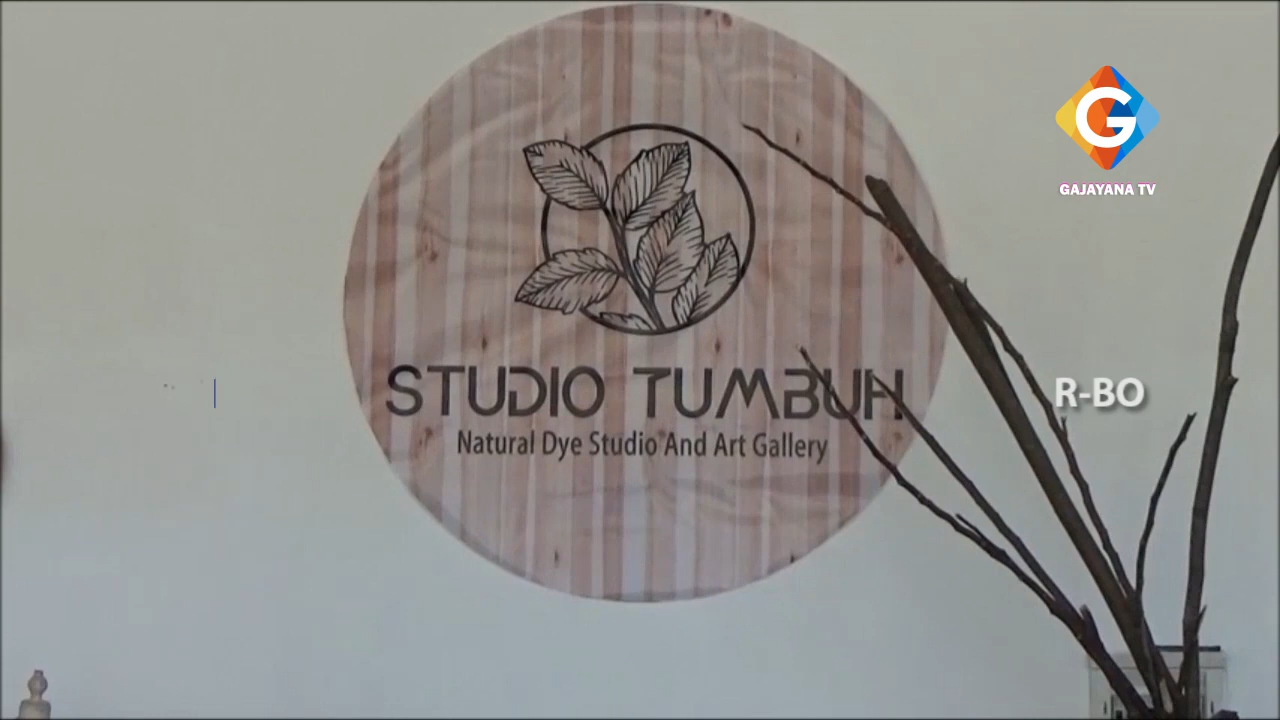 GAJAYANA TV
STUDIO TUMBUH
R-BO
Natural Dye Studio And Art Gallery